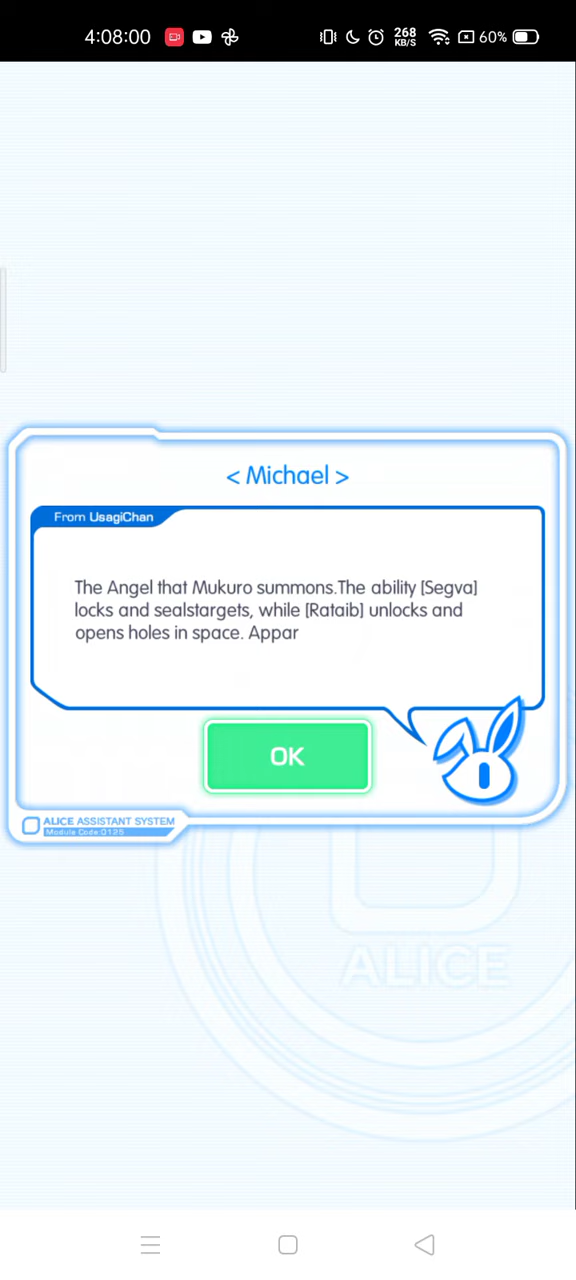 4:08:00
268
KB/S
60%
< Michael >
From UsagiChan
The Angel that Mukuro summons.The ability [Segva]
locks and sealstargets, while [Rataib] unlocks and
opens holes in space. Appar
OK
ALICE ASSISTANT SYSTEM
Module Code:0125
ALICE